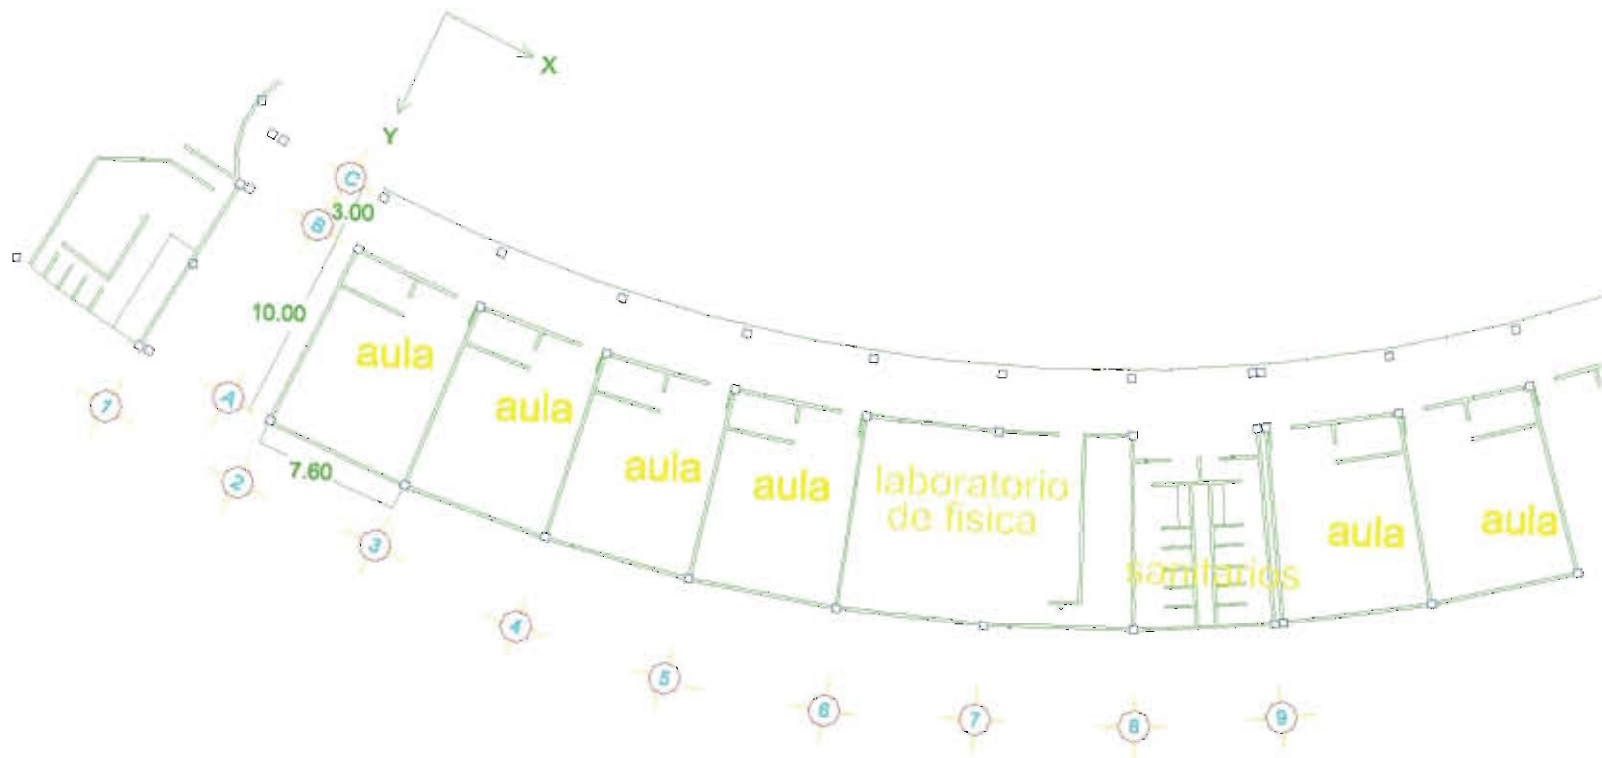 X
Y
C
B
3.00
10.00
A
1
2
7.60
3
4
5
6
7
8
9
aula
aula
aula
aula
laboratorio
de fisica
sanitarios
aula
aula